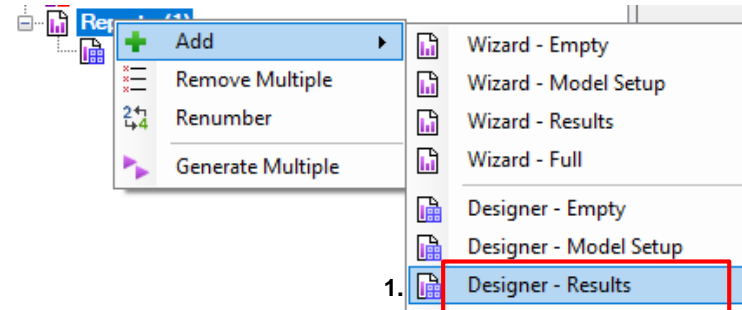 Add
Remove Multiple
Renumber
Generate Multiple
Wizard - Empty
Wizard - Model Setup
Wizard - Results
Wizard - Full
Designer - Empty
Designer - Model Setup
1. Designer - Results